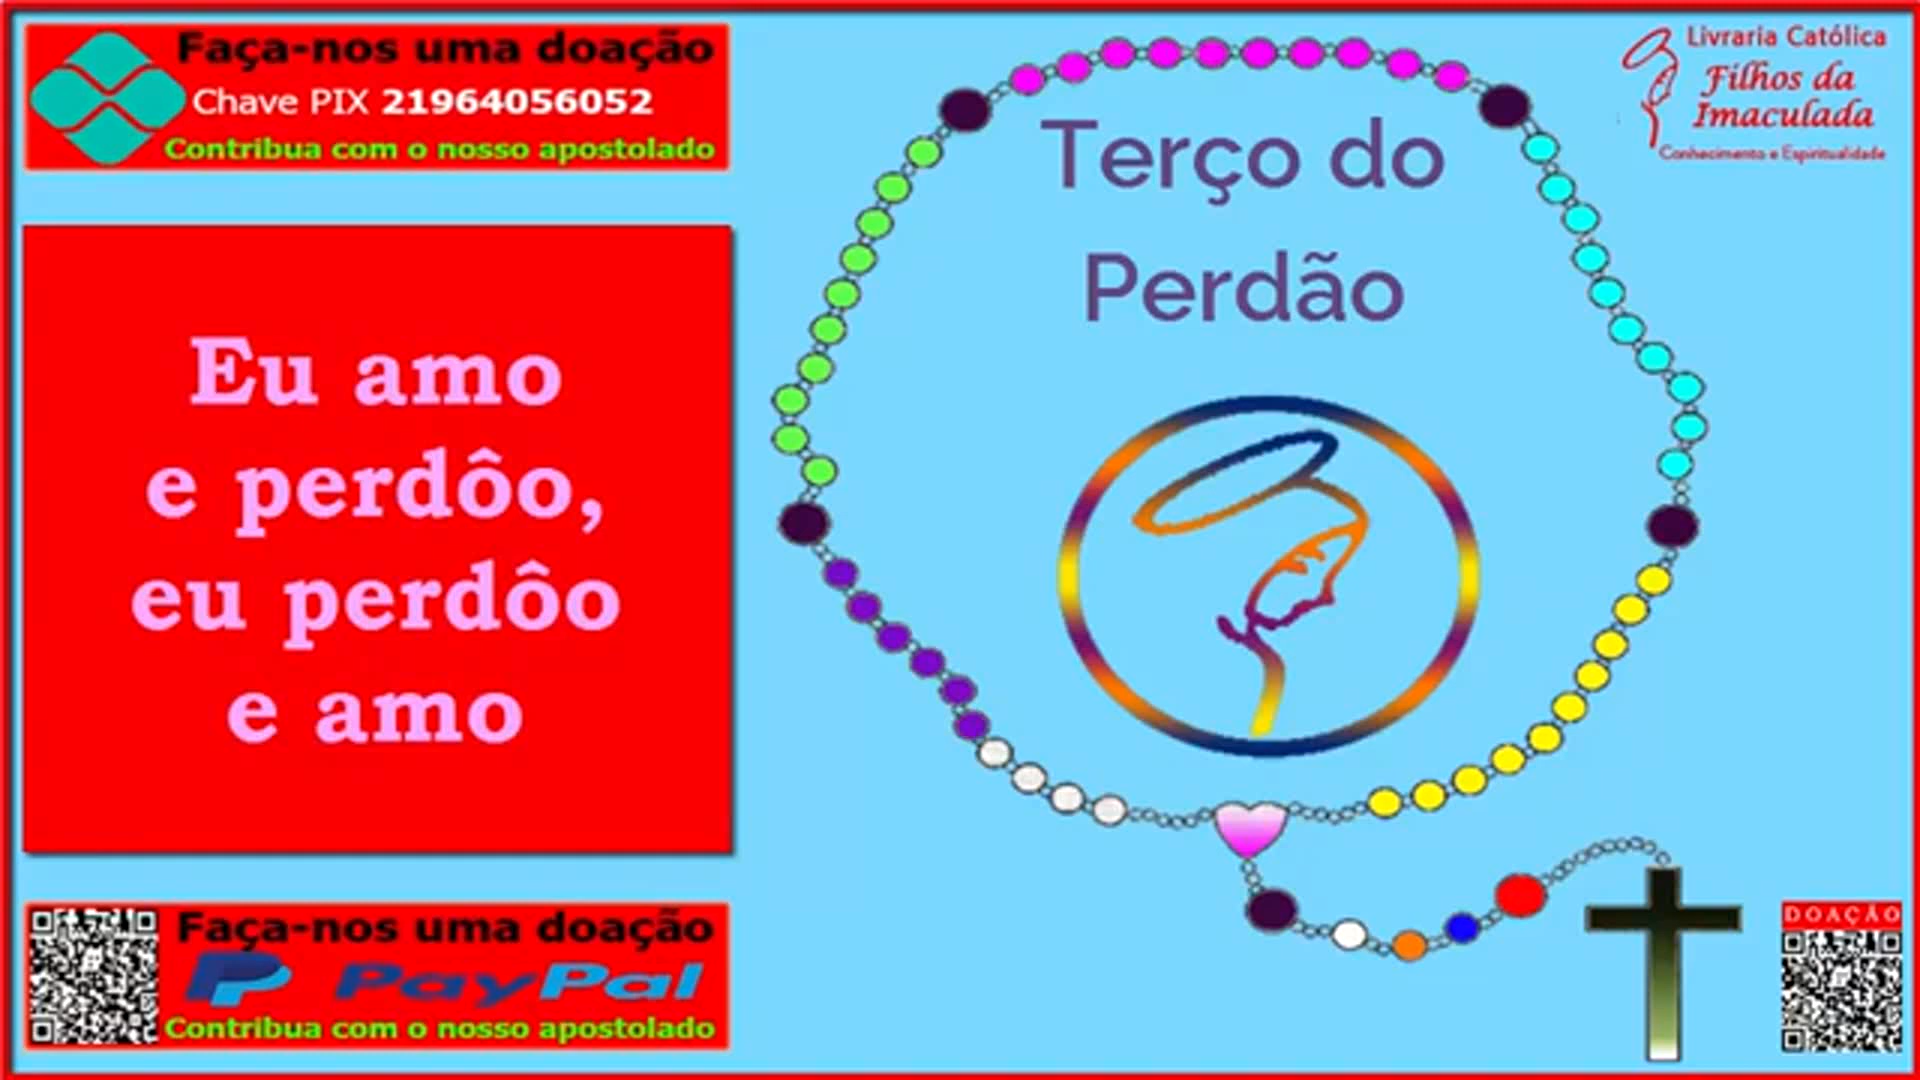 Faça-nos uma doação
Chave PIX 21964056052
Contribua com o nosso apostolado
Eu amo
e perdôo,
eu perdôo
e amo
Faça-nos uma doação
PayPal
Contribua com o nosso apostolado
Terço do
Perdão
Livraria Católica
Filhos da
Imaculada
Conhecimento e Espiritualidade
DOAÇÃO